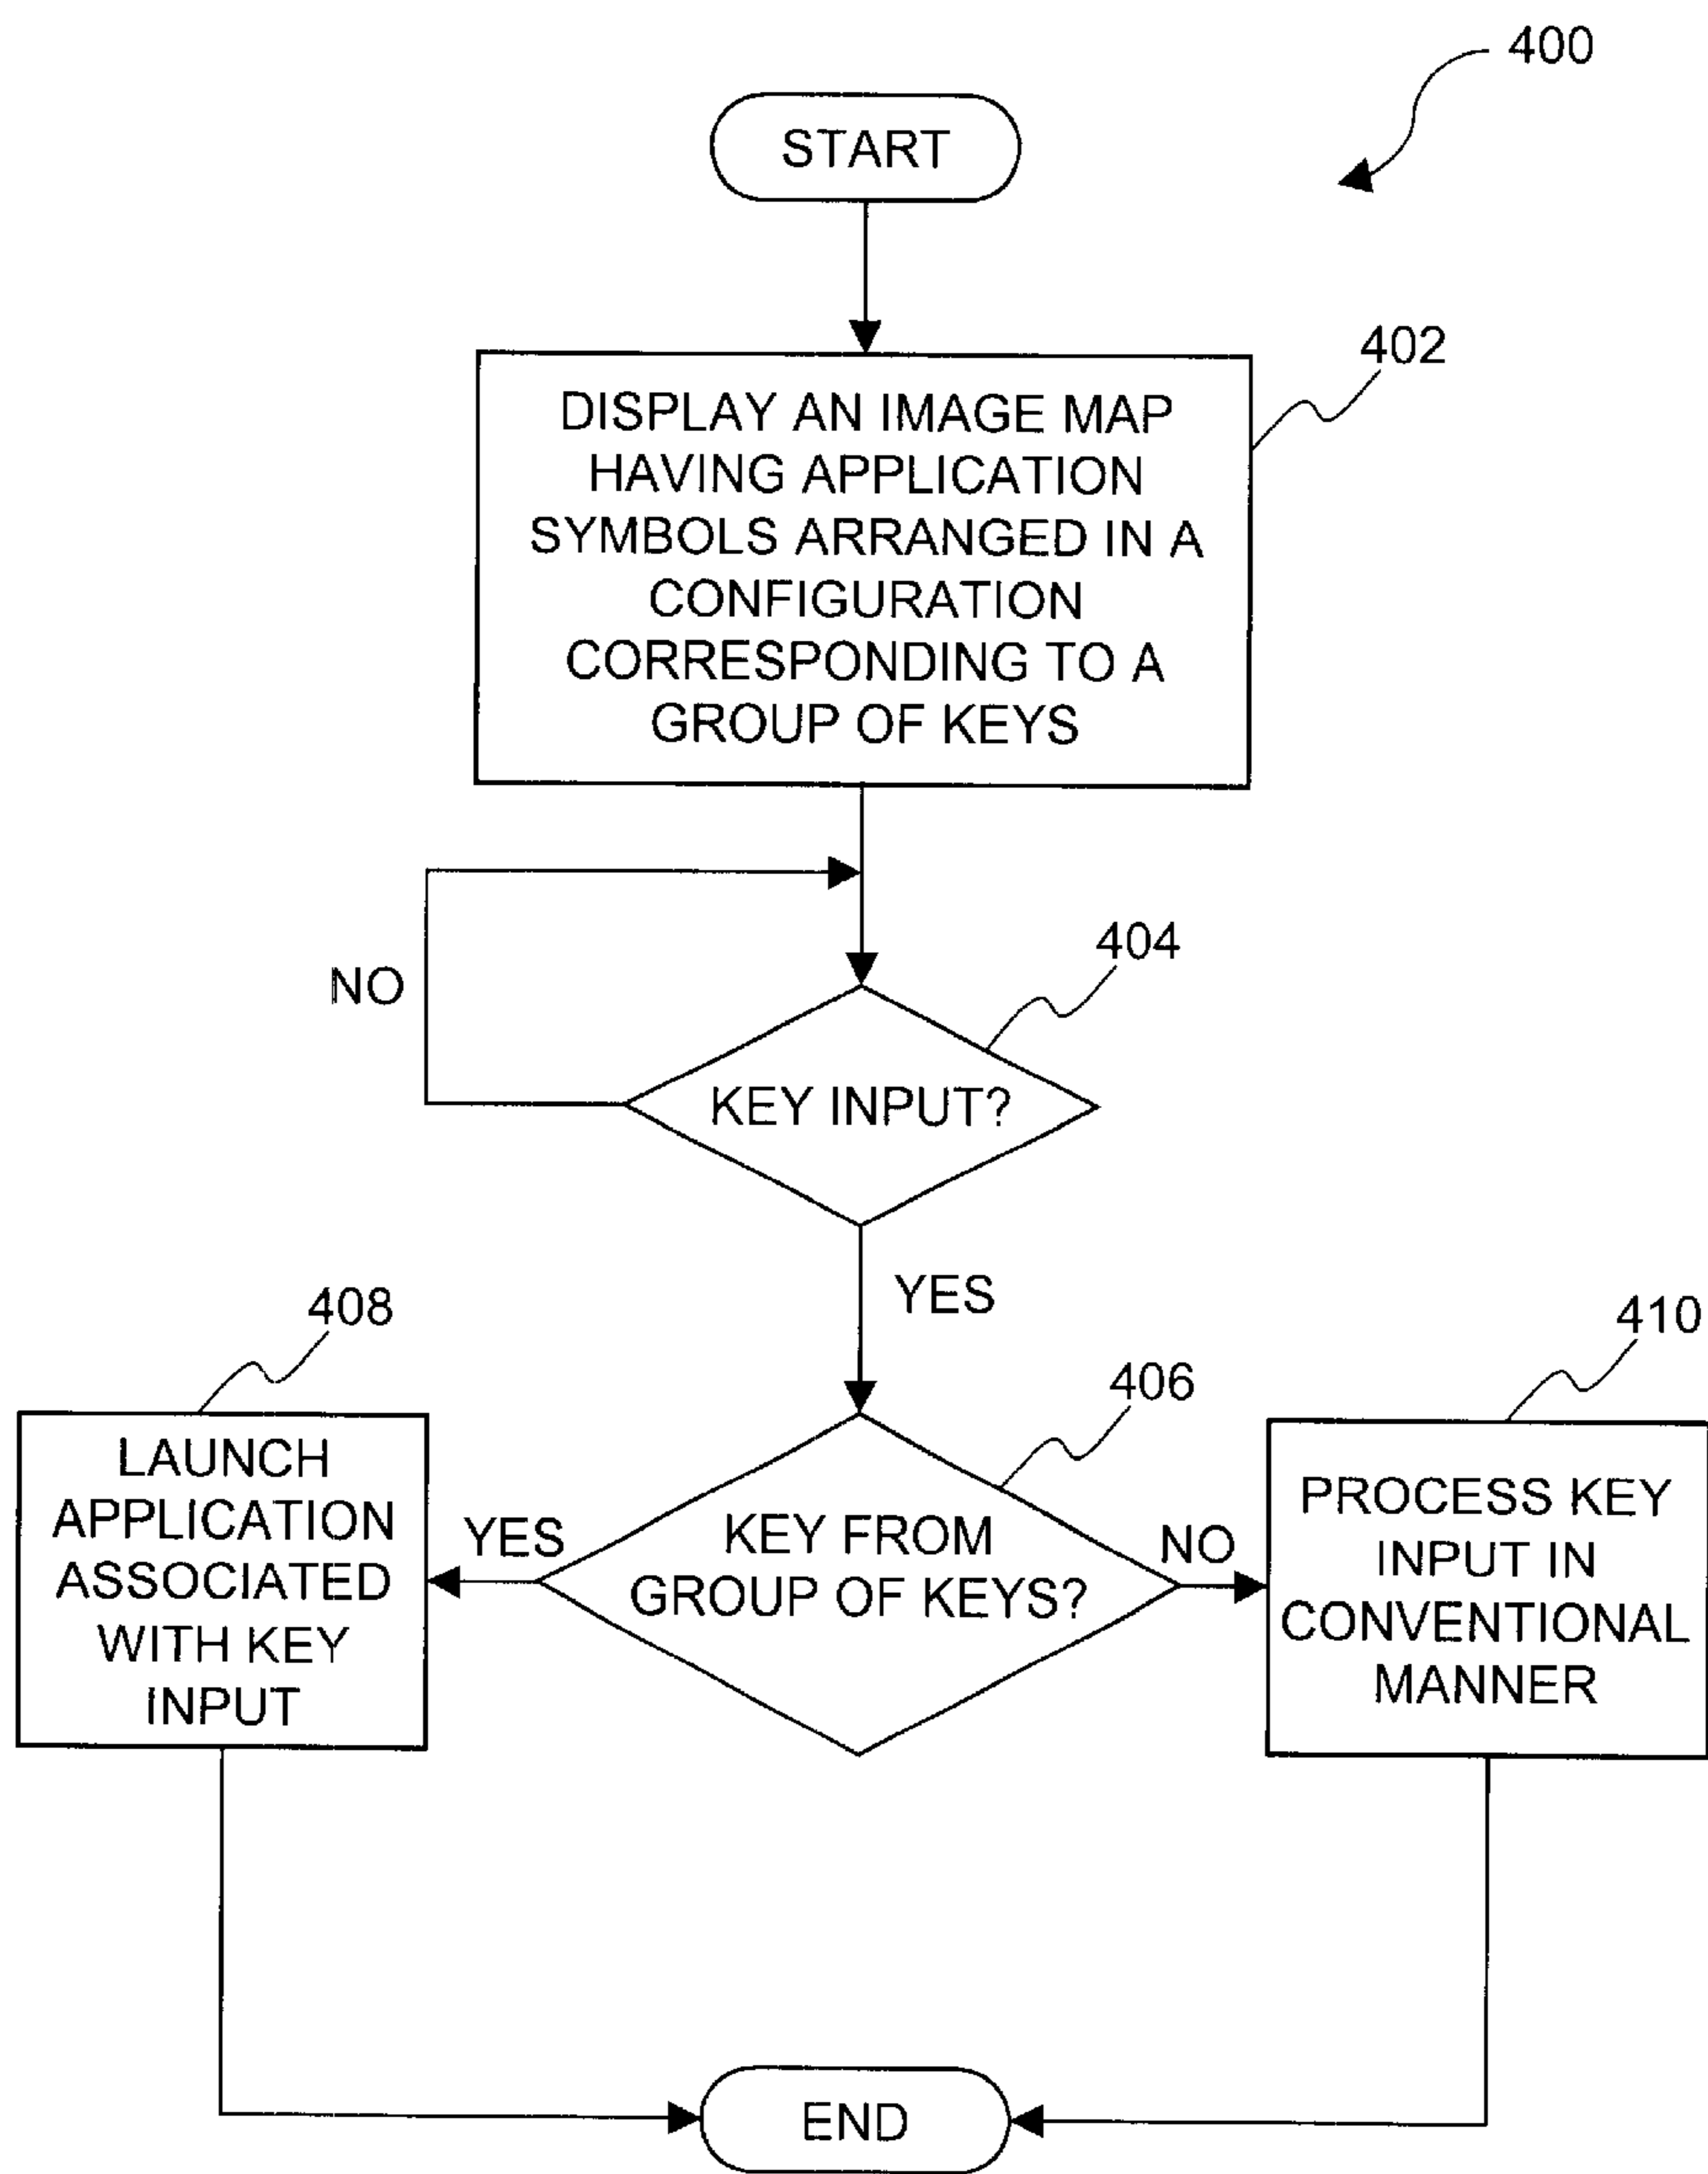 400
START
402
DISPLAY AN IMAGE MAP
HAVING APPLICATION
SYMBOLS ARRANGED IN A
CONFIGURATION
CORRESPONDING TO A
GROUP OF KEYS
404
NO
KEY INPUT?
YES
408
410
406
LAUNCH
APPLICATION
ASSOCIATED
WITH KEY
INPUT
YES
KEY FROM
GROUP OF KEYS?
NO
PROCESS KEY
INPUT IN
CONVENTIONAL
MANNER
END